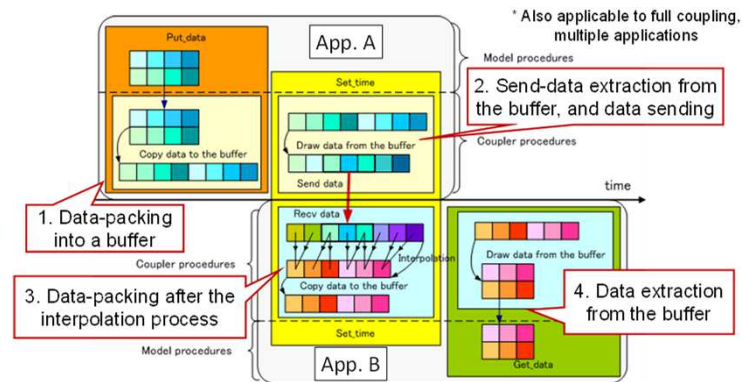 * Also applicable to full coupling,
multiple applications
Put_data
App. A
Model procedures
Set_time
2. Send-data extraction from
the buffer, and data sending
Copy data to the buffer
Draw data from the buffer
Coupler procedures
Send data
time
1. Data-packing
into a buffer
Recv data
Interpolation
Draw data from the buffer
Coupler procedures
3. Data-packing after the
interpolation process
Copy data to the buffer
4. Data extraction
from the buffer
Set_time
Model procedures
App. B
Get_data